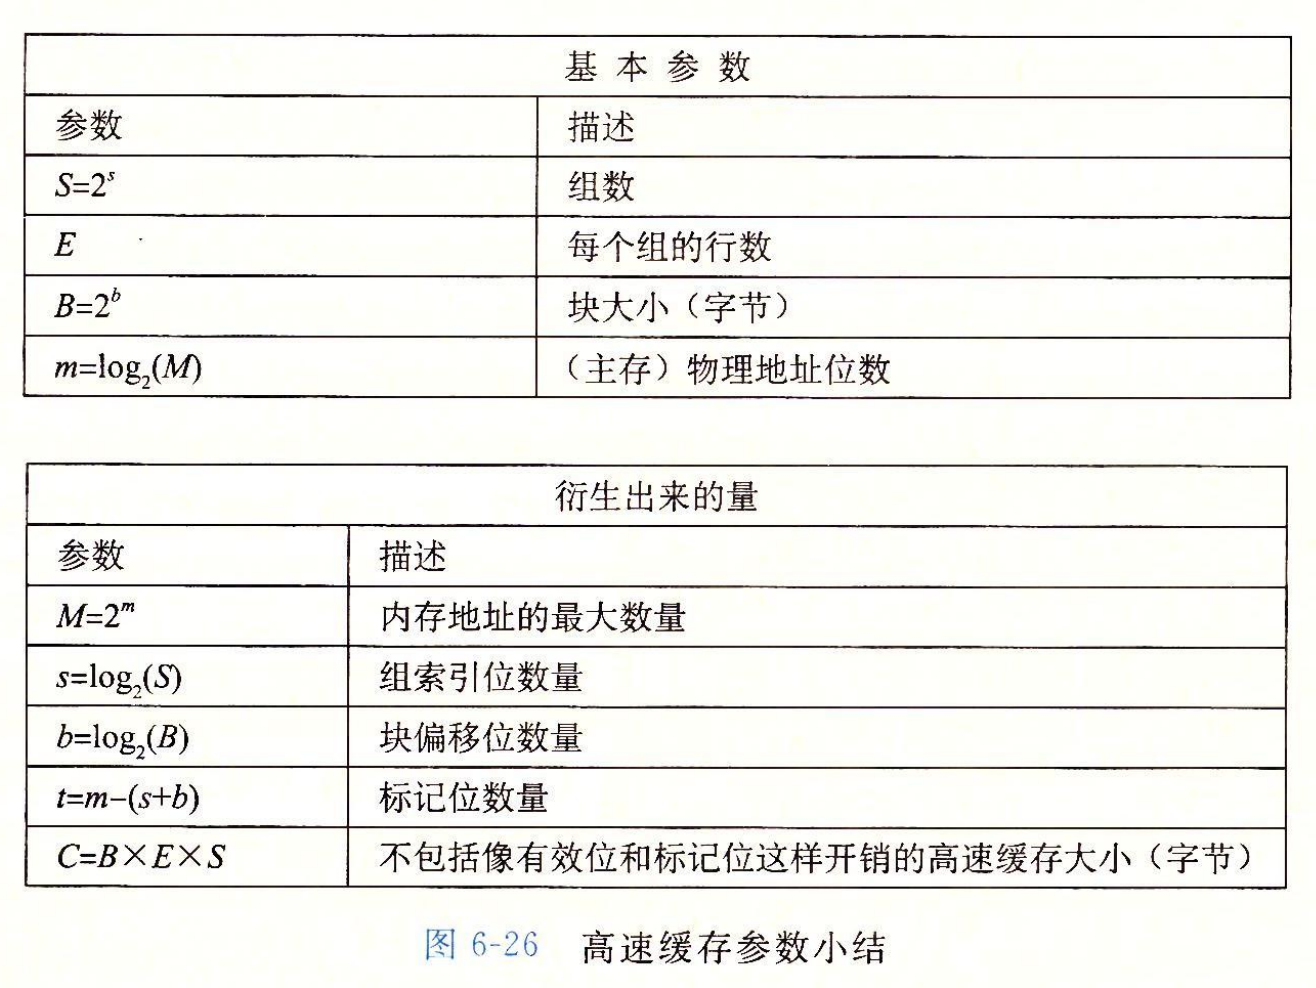 基 本 参 数
参数 描述
S=2^s 组数
E 每个组的行数
B=2^b 块大小（字节）
m=log₂(M) （主存）物理地址位数
衍生出来的量
参数 描述
M=2^m 内存地址的最大数量
s=log₂(S) 组索引位数量
b=log₂(B) 块偏移位数量
t=m-(s+b) 标记位数量
C=B×E×S 不包括像有效位和标记位这样开销的高速缓存大小（字节）
图 6-26 高速缓存参数小结